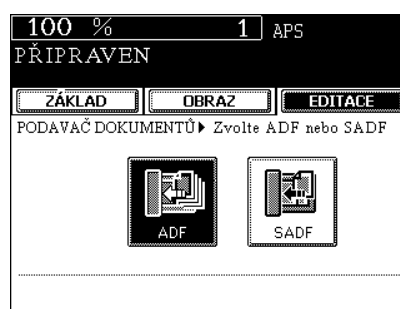 100 % 1 APS
PŘIPRAVEN
ZÁKLAD OBRAZ EDITACE
PODAVAČ DOKUMENTŮ▶ Zvolte ADF nebo SADF
ADF SADF